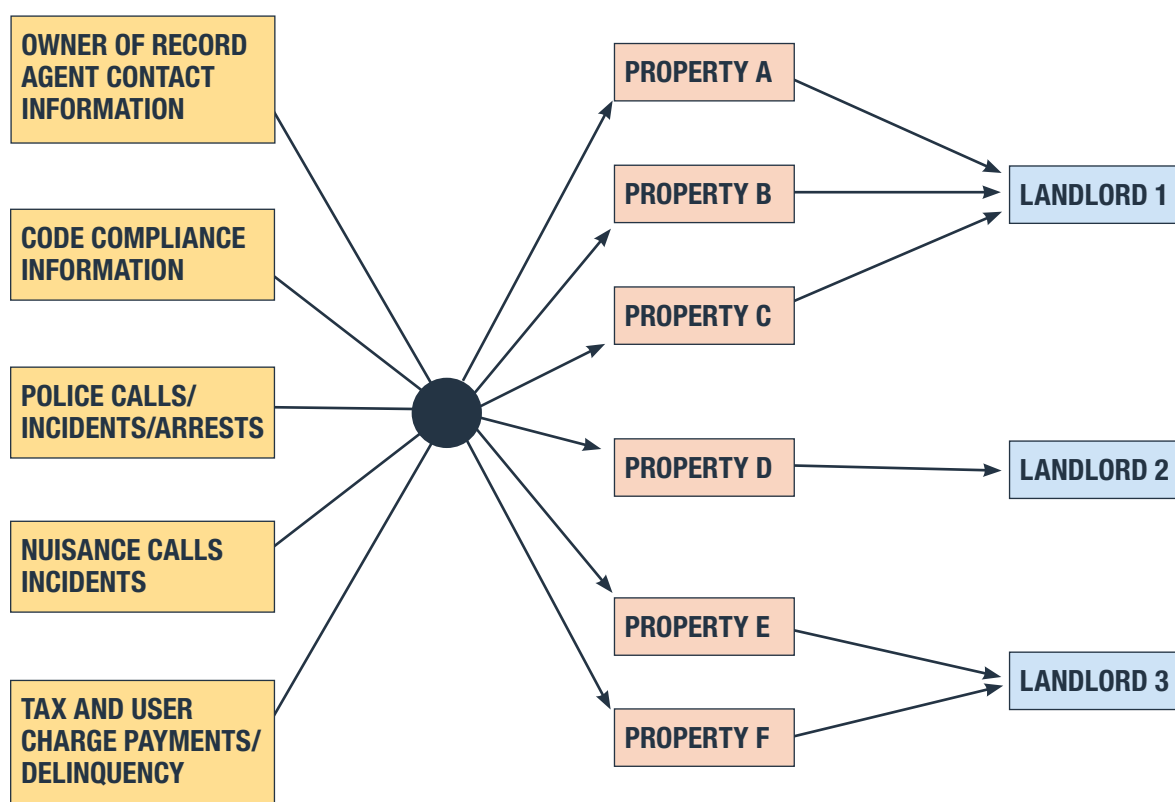 OWNER OF RECORD
AGENT CONTACT
INFORMATION
CODE COMPLIANCE
INFORMATION
POLICE CALLS/
INCIDENTS/ARRESTS
NUISANCE CALLS
INCIDENTS
TAX AND USER
CHARGE PAYMENTS/
DELINQUENCY
PROPERTY A
PROPERTY B
PROPERTY C
PROPERTY D
PROPERTY E
PROPERTY F
LANDLORD 1
LANDLORD 2
LANDLORD 3